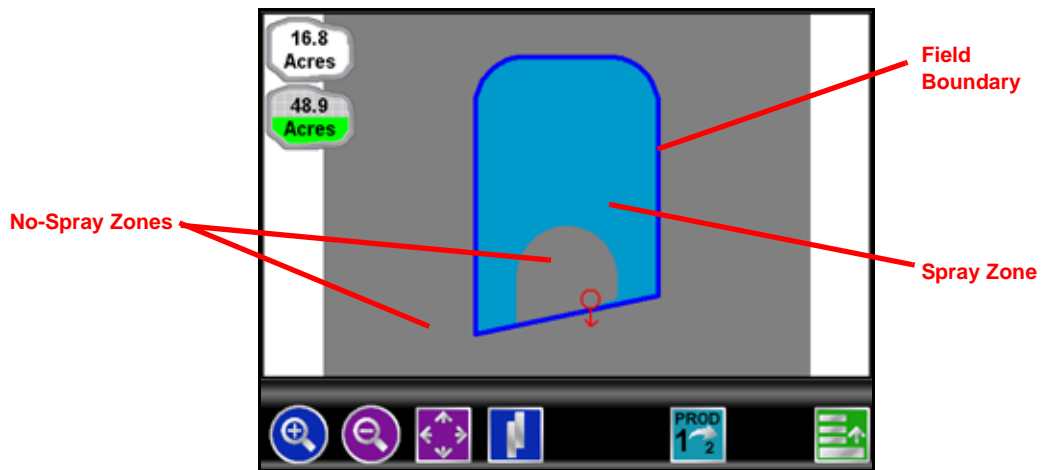 16.8
Acres
48.9
Acres
Field
Boundary
No-Spray Zones
Spray Zone
PROD
1 2